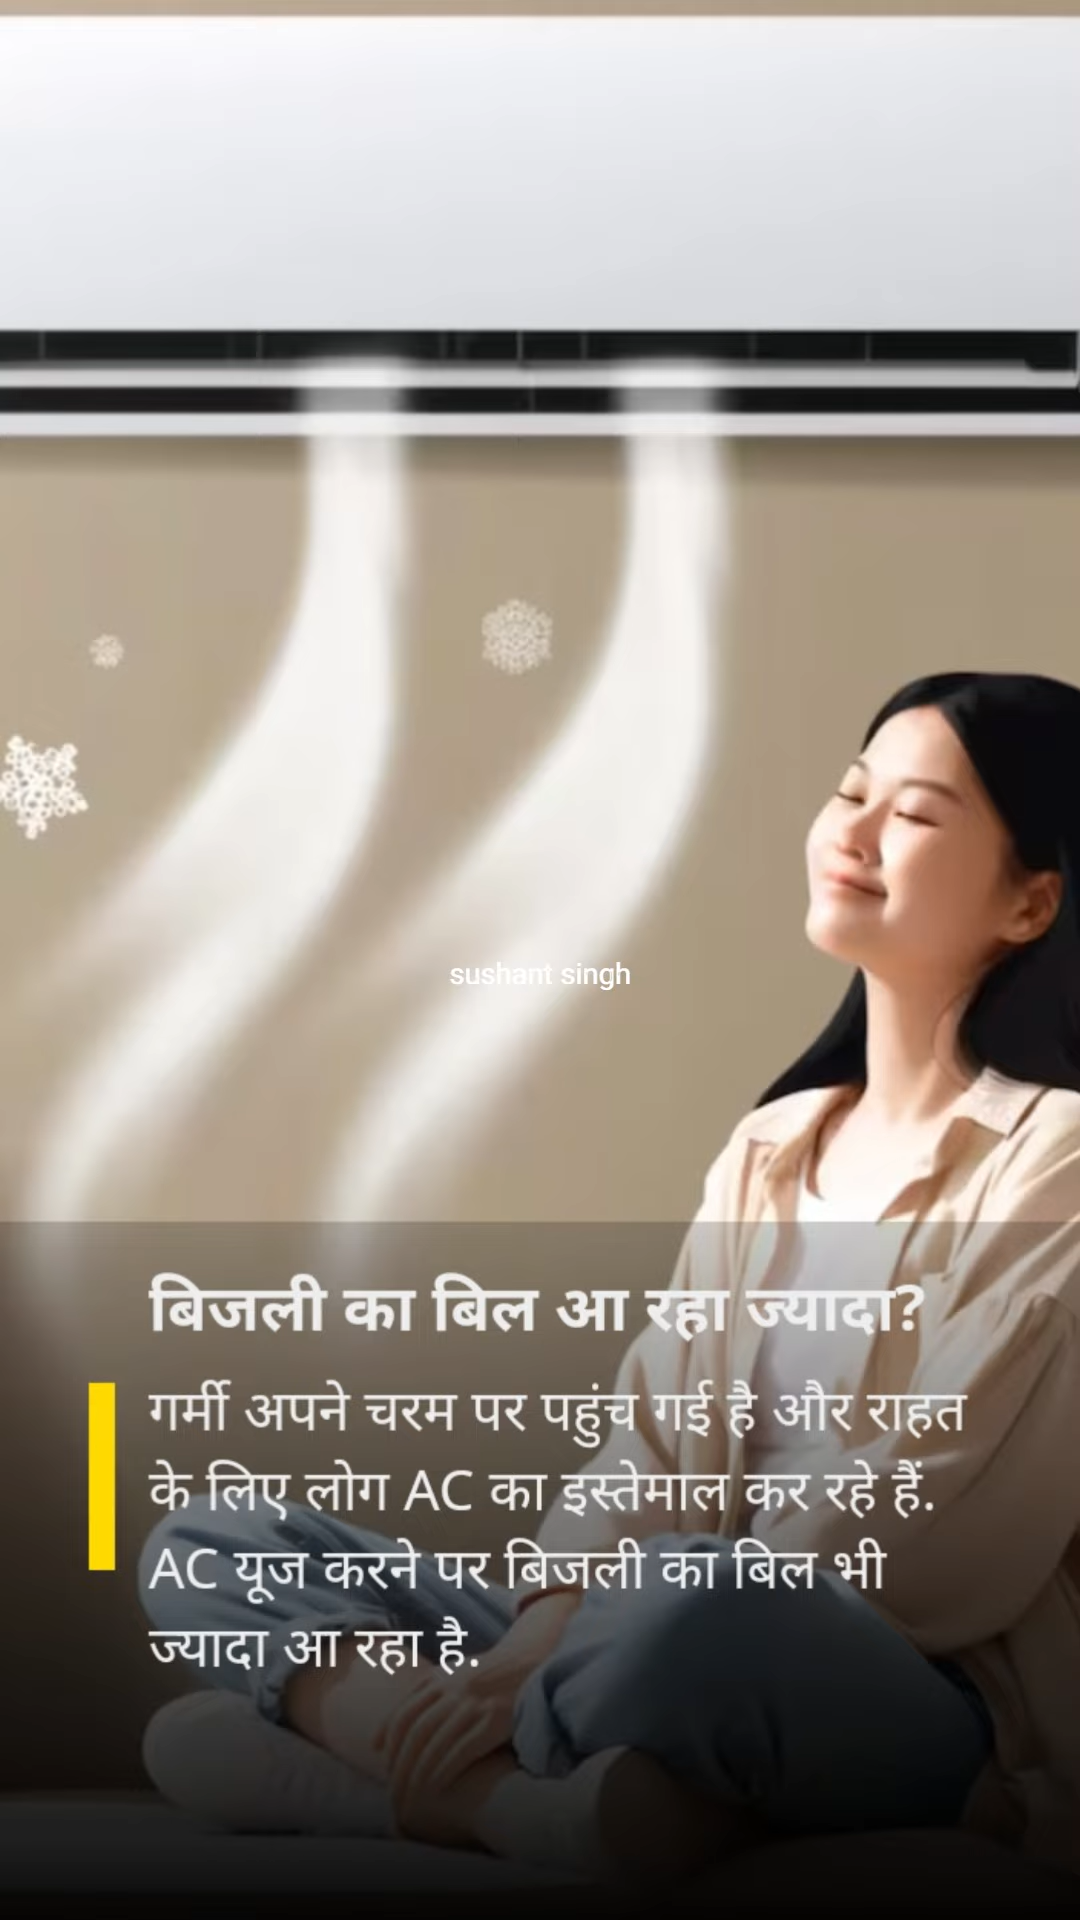 sushant singh
बिजली का बिल आ रहा ज्यादा?
गर्मी अपने चरम पर पहुंच गई है और राहत
के लिए लोग AC का इस्तेमाल कर रहे हैं.
AC यूज करने पर बिजली का बिल भी
ज्यादा आ रहा है.